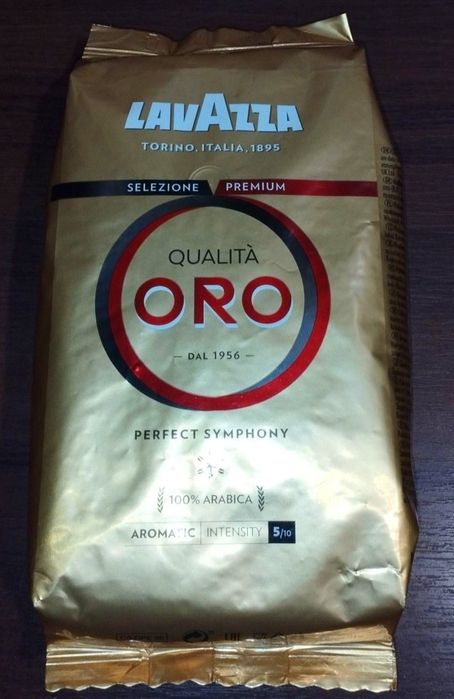 LAVAZZA
TORINO, ITALIA, 1895
SELEZIONE PREMIUM
QUALITÀ
ORO
— DAL 1956 —
PERFECT SYMPHONY
100% ARABICA
AROMATIC INTENSITY 5/10